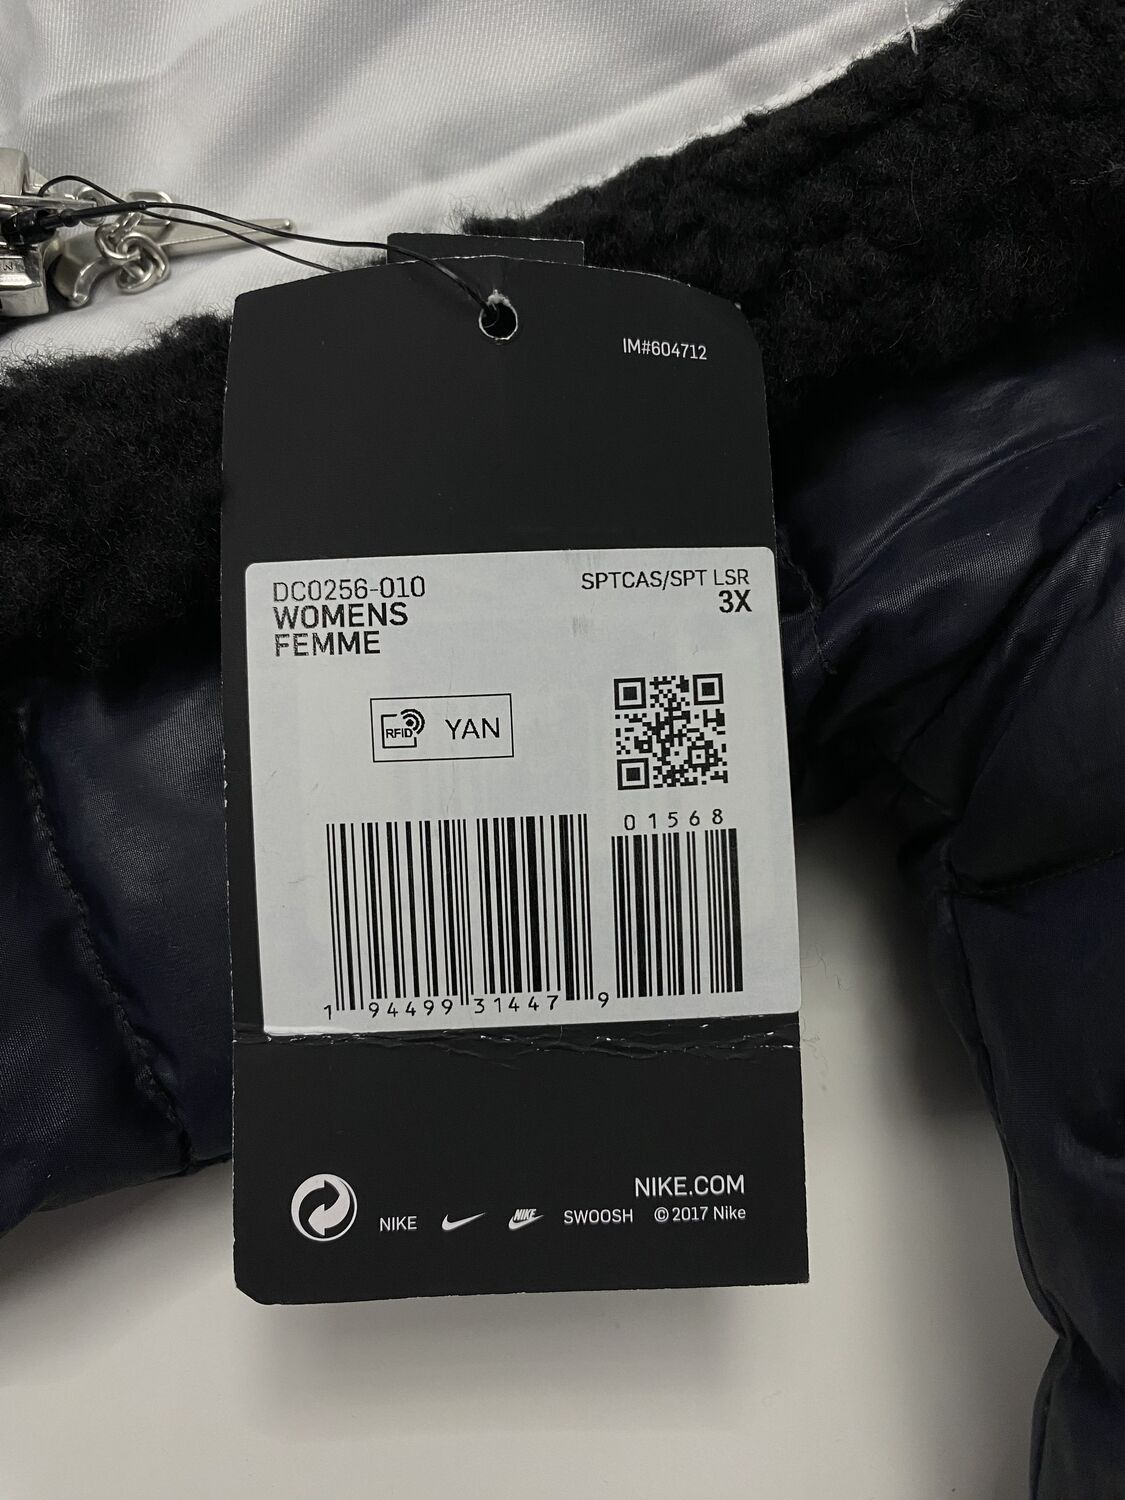 IM#604712
DC0256-010
SPTCAS/SPT LSR
WOMENS
3X
FEMME
RFID YAN
01568
1 94499 31447 9
NIKE.COM
NIKE NIKE SWOOSH © 2017 Nike